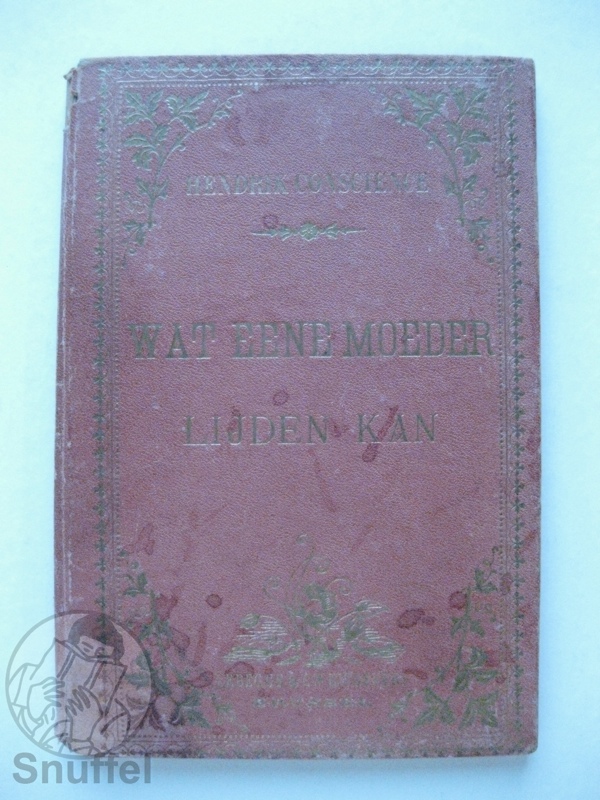 HENDRIK CONSCIENCE
WAT EENE MOEDER
LIJDEN KAN
Snuffel